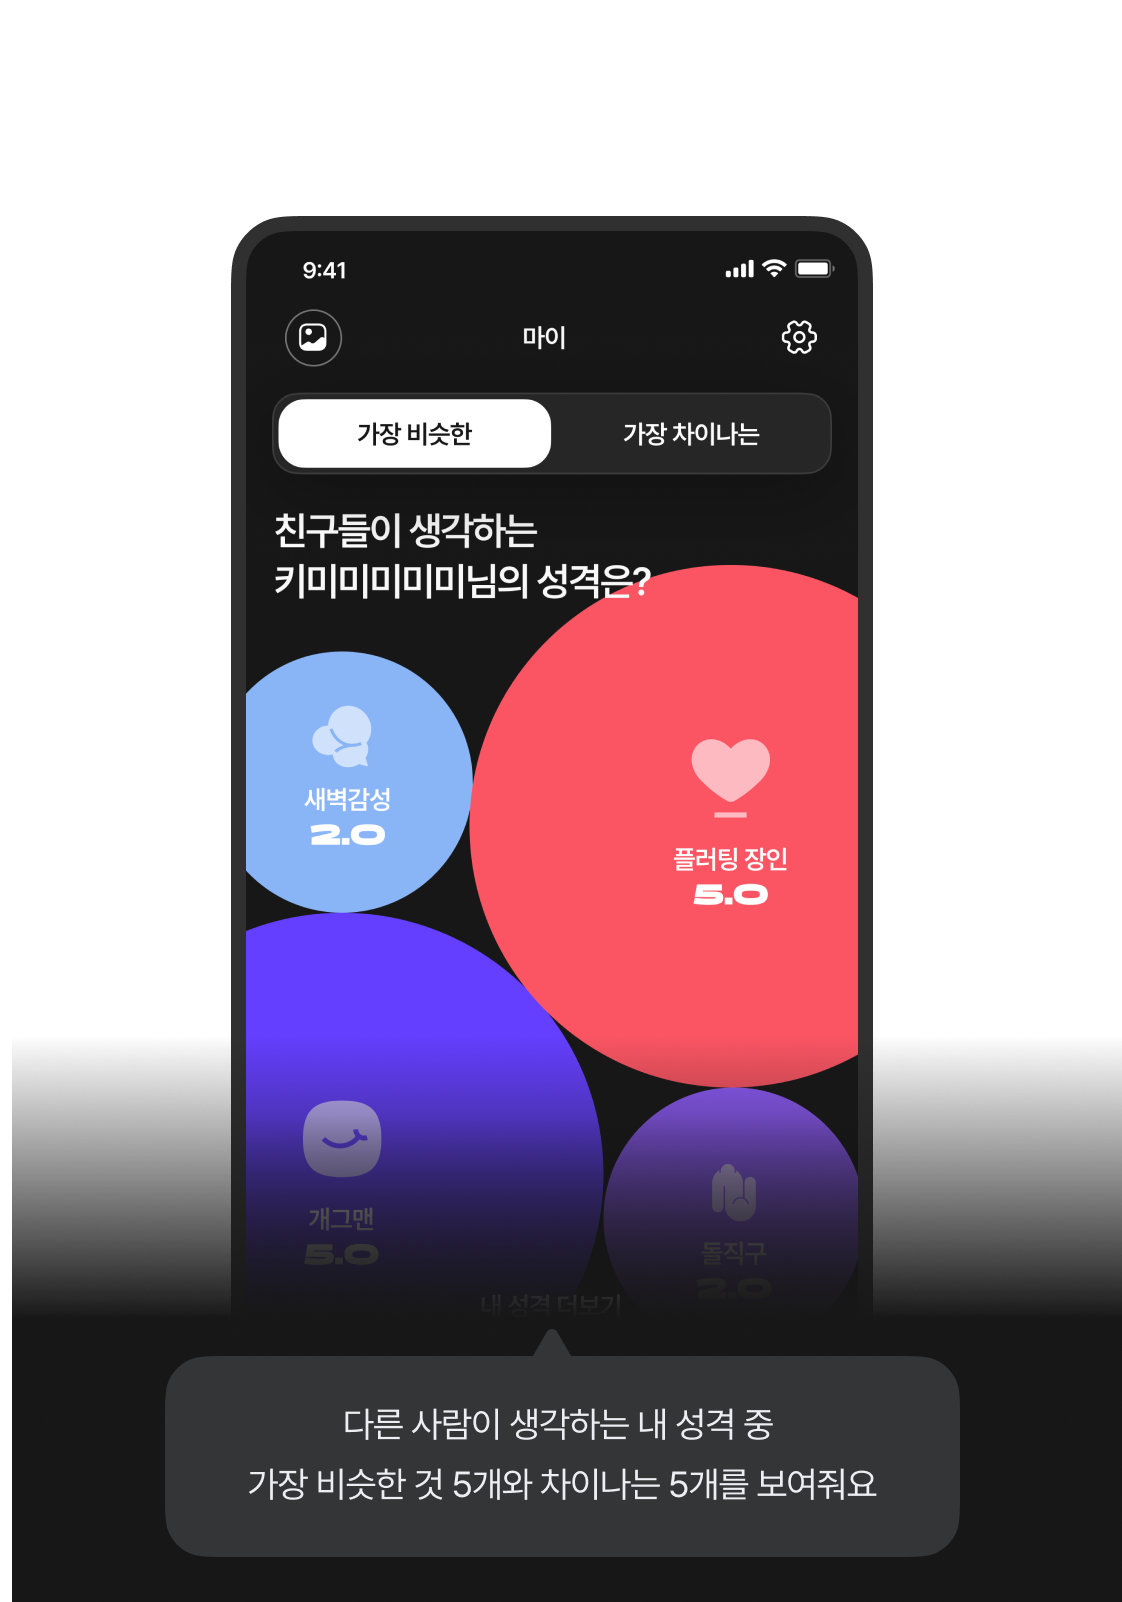 9:41
마이
가장 비슷한
가장 차이나는
친구들이 생각하는
키미미미미미님의 성격은?
새벽감성
2.0
플러팅 장인
5.0
개그맨
5.0
돌직구
2.0
내 성격 더보기
다른 사람이 생각하는 내 성격 중
가장 비슷한 것 5개와 차이나는 5개를 보여줘요